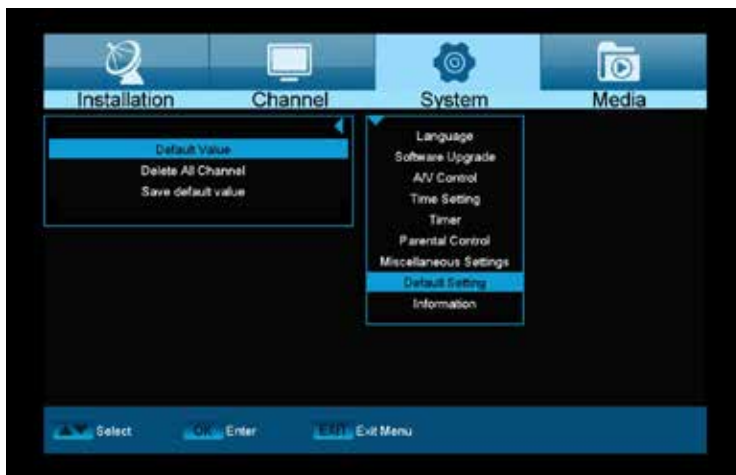 Installation Channel System Media
Default Value
Delete All Channel
Save default value
Language
Software Upgrade
A/V Control
Time Setting
Timer
Parental Control
Miscellaneous Settings
Default Setting
Information
Select OK Enter EXIT Exit Menu